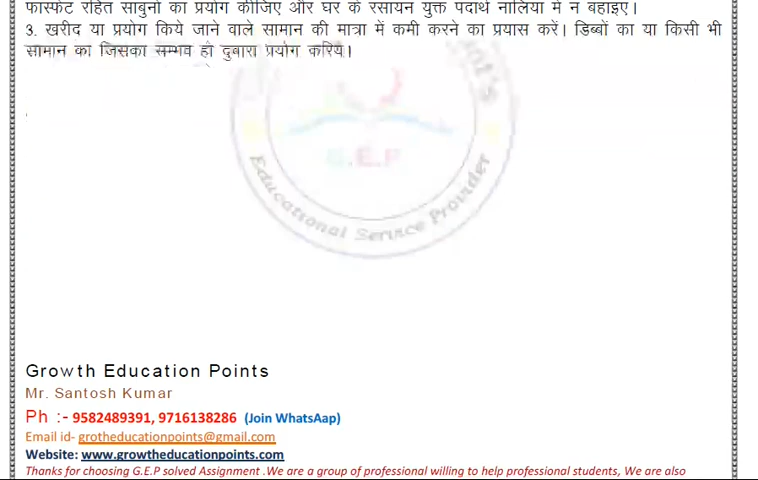 फास्फेट रहित साबुनों का प्रयोग कीजिए और घर के रसायन युक्त पदार्थ नालियों में न बहाइए।
3. खरीद या प्रयोग किये जाने वाले सामान की मात्रा में कमी करने का प्रयास करें। डिब्बों का या किसी भी
सामान का जिसका सम्भव हो दुबारा प्रयोग करिये।
G.E.P
Educational Service Provider
Growth Education Points
Mr. Santosh Kumar
Ph :- 9582489391, 9716138286 (Join WhatsAap)
Email id- grotheducationpoints@gmail.com
Website: www.growtheducationpoints.com
Thanks for choosing G.E.P solved Assignment .We are a group of professional willing to help professional students, We are also